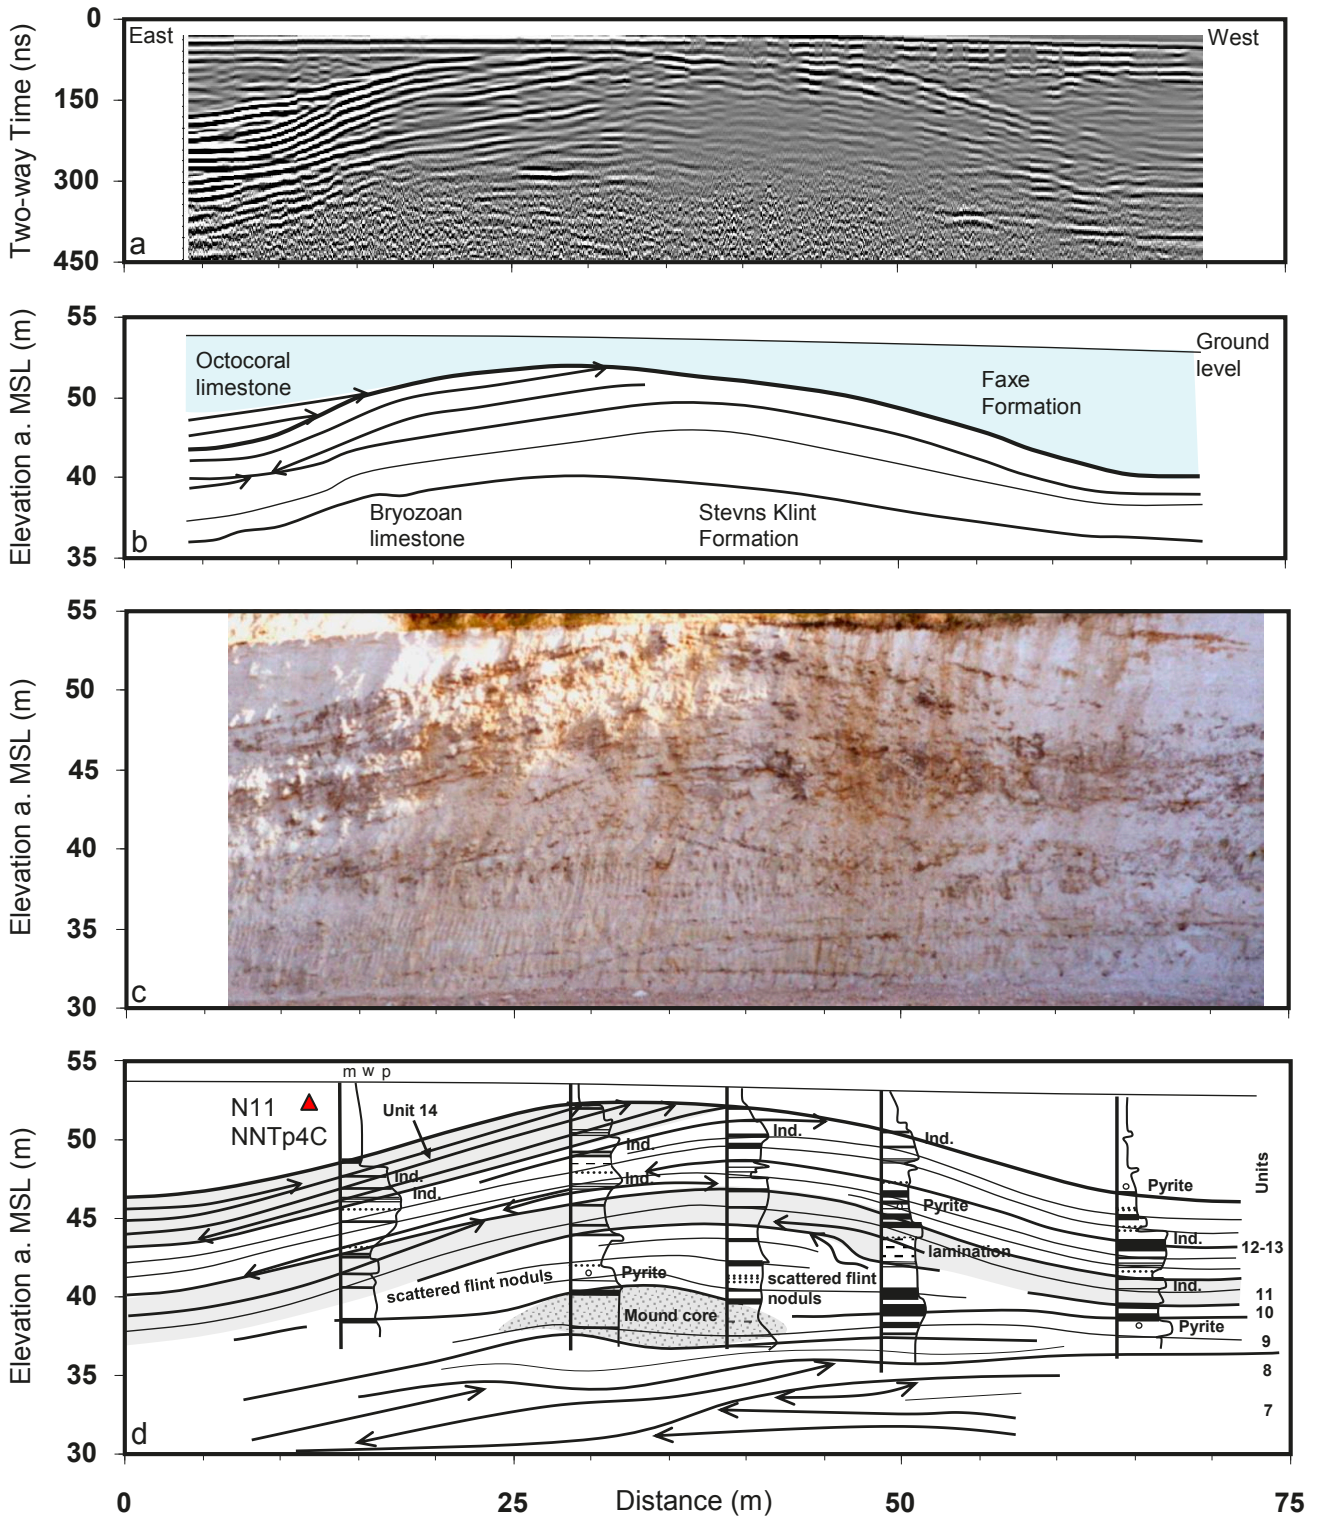 0
East
West
150
300
450
Two-way Time (ns)
a
55
50
40
35
Elevation a. MSL (m)
Octocoral
limestone
Ground
level
Faxe
Formation
Bryozoan
limestone
Stevns Klint
Formation
b
55
50
45
40
35
30
Elevation a. MSL (m)
c
55
50
45
40
35
30
Elevation a. MSL (m)
m w p
N11
NNTp4C
Unit 14
Ind.
Ind.
Ind.
Ind.
Ind.
Ind.
Pyrite
Pyrite
Units
Ind.
12-13
lamination
scattered flint noduls
Pyrite
scattered flint
noduls
Ind.
11
10
Mound core
Pyrite
9
8
7
d
0
25
Distance (m)
50
75